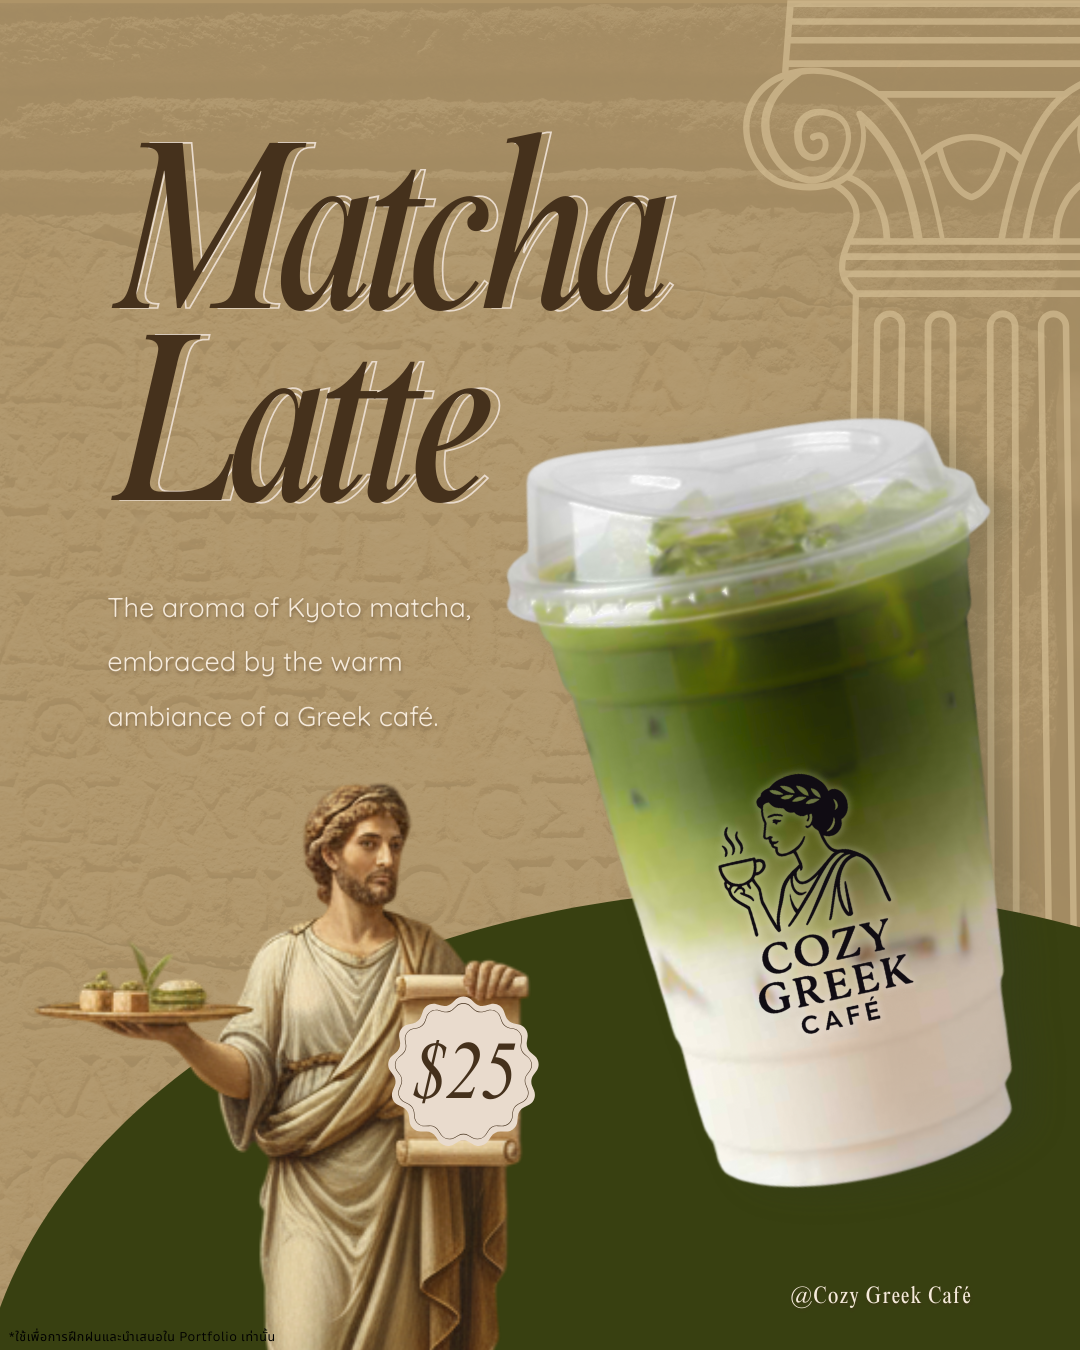 Matcha
Latte
The aroma of Kyoto matcha,
embraced by the warm
ambiance of a Greek café.
COZY
GREEK
CAFÉ
$25
@Cozy Greek Café
*ใช้เพื่อการฝึกฝนและนำเสนอใน Portfolio เท่านั้น